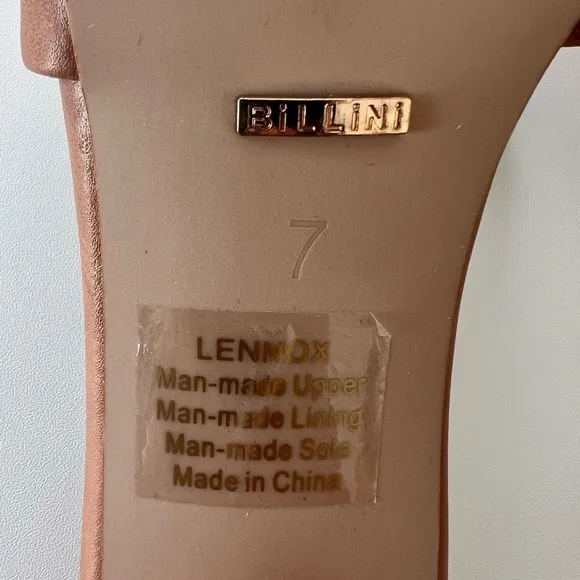 BiLLiNi
7
LENNOX
Man-made Upper
Man-made Lining
Man-made Sole
Made in China